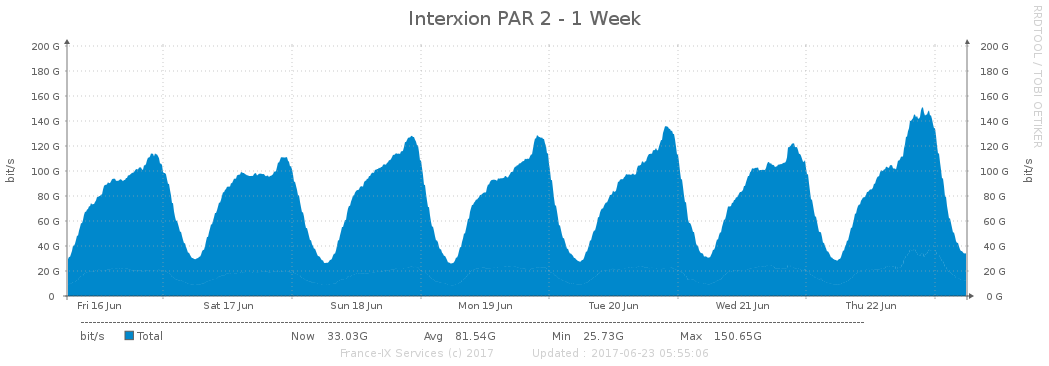 Interxion PAR 2 - 1 Week
RRDTOOL / TOBI OETIKER
bit/s
200 G 200 G
180 G 180 G
160 G 160 G
140 G 140 G
120 G 120 G
100 G 100 G
80 G 80 G
60 G 60 G
40 G 40 G
20 G 20 G
0 0 G
bit/s
Fri 16 Jun Sat 17 Jun Sun 18 Jun Mon 19 Jun Tue 20 Jun Wed 21 Jun Thu 22 Jun
bit/s Total Now 33.03G Avg 81.54G Min 25.73G Max 150.65G
France-IX Services (c) 2017 Updated : 2017-06-23 05:55:06